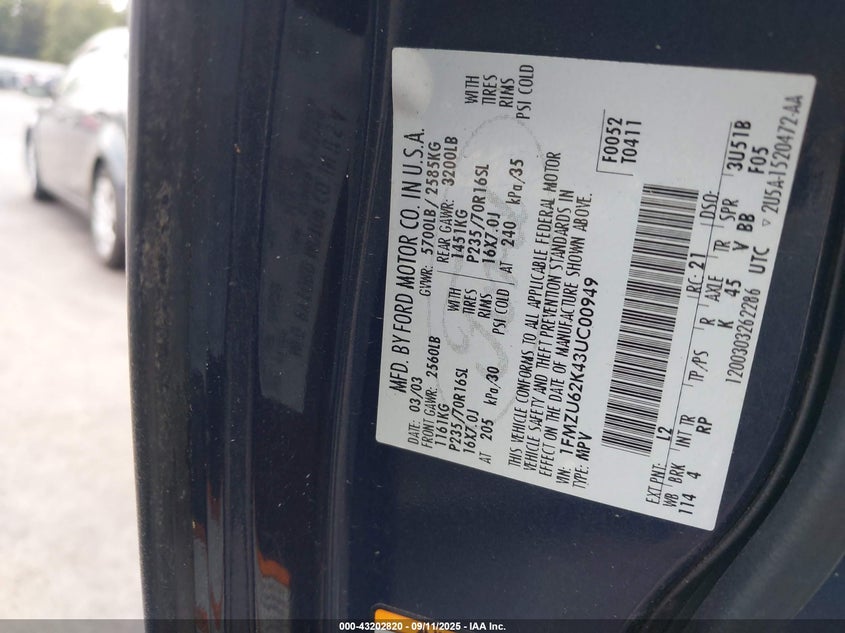 MFD. BY FORD MOTOR CO. IN U.S.A.
DATE: 03/03
GVWR: 5700LB / 2585KG
FRONT GAWR: 2560LB
REAR GAWR: 3200LB
1161KG
WITH
1451KG
WITH
P235/70R16SL
TIRES
P235/70R16SL
TIRES
16X7.0J
RIMS
16X7.0J
RIMS
AT 205 kPa/30 PSI COLD
AT 240 kPa/35 PSI COLD
THIS VEHICLE CONFORMS TO ALL APPLICABLE FEDERAL MOTOR
VEHICLE SAFETY AND THEFT PREVENTION STANDARDS IN
EFFECT ON THE DATE OF MANUFACTURE SHOWN ABOVE.
VIN: 1FMZU62K43UC00949
TYPE: MPV
F0052
T0411
EXT PNT: L2
RC: 21
DSO:
WB
BRK
INT TR
TP/PS
R
AXLE
TR
SPR
3U51B
114
4
RP
K
45
V
BB
F05
1200303262286
UTC
▽ 2U5A-1520472-AA
000-43202820 - 09/11/2025 - IAA Inc.